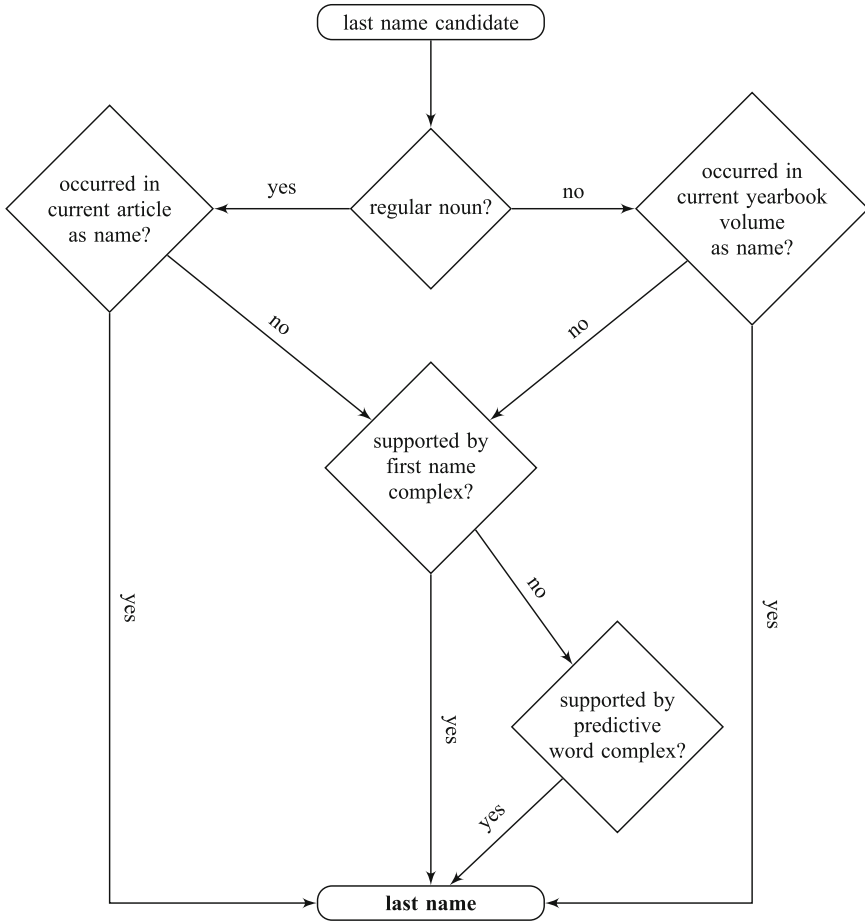 last name candidate
occurred in
current article
as name?
yes
regular noun?
no
occurred in
current yearbook
volume
as name?
no
no
supported by
first name
complex?
yes
no
yes
supported by
predictive
word complex?
yes
yes
last name